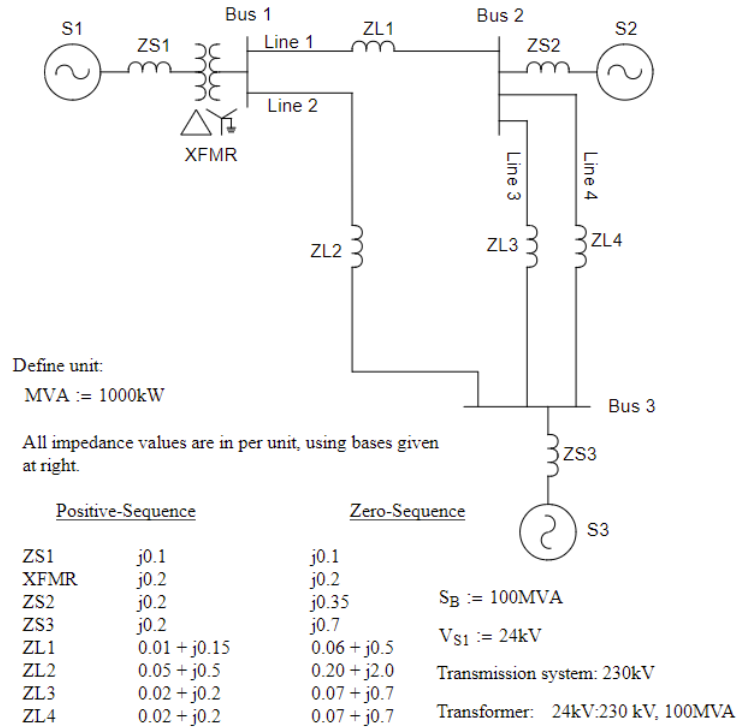 S1
ZS1
Bus 1
Line 1
ZL1
Bus 2
ZS2
S2
Line 2
XFMR
Line 3
Line 4
ZL2
ZL3
ZL4
Bus 3
ZS3
S3
Define unit:
MVA := 1000kW
All impedance values are in per unit, using bases given
at right.
Positive-Sequence Zero-Sequence
ZS1 j0.1 j0.1
XFMR j0.2 j0.2
ZS2 j0.2 j0.35
ZS3 j0.2 j0.7
ZL1 0.01 + j0.15 0.06 + j0.5
ZL2 0.05 + j0.5 0.20 + j2.0
ZL3 0.02 + j0.2 0.07 + j0.7
ZL4 0.02 + j0.2 0.07 + j0.7
SB := 100MVA
VS1 := 24kV
Transmission system: 230kV
Transformer: 24kV:230 kV, 100MVA